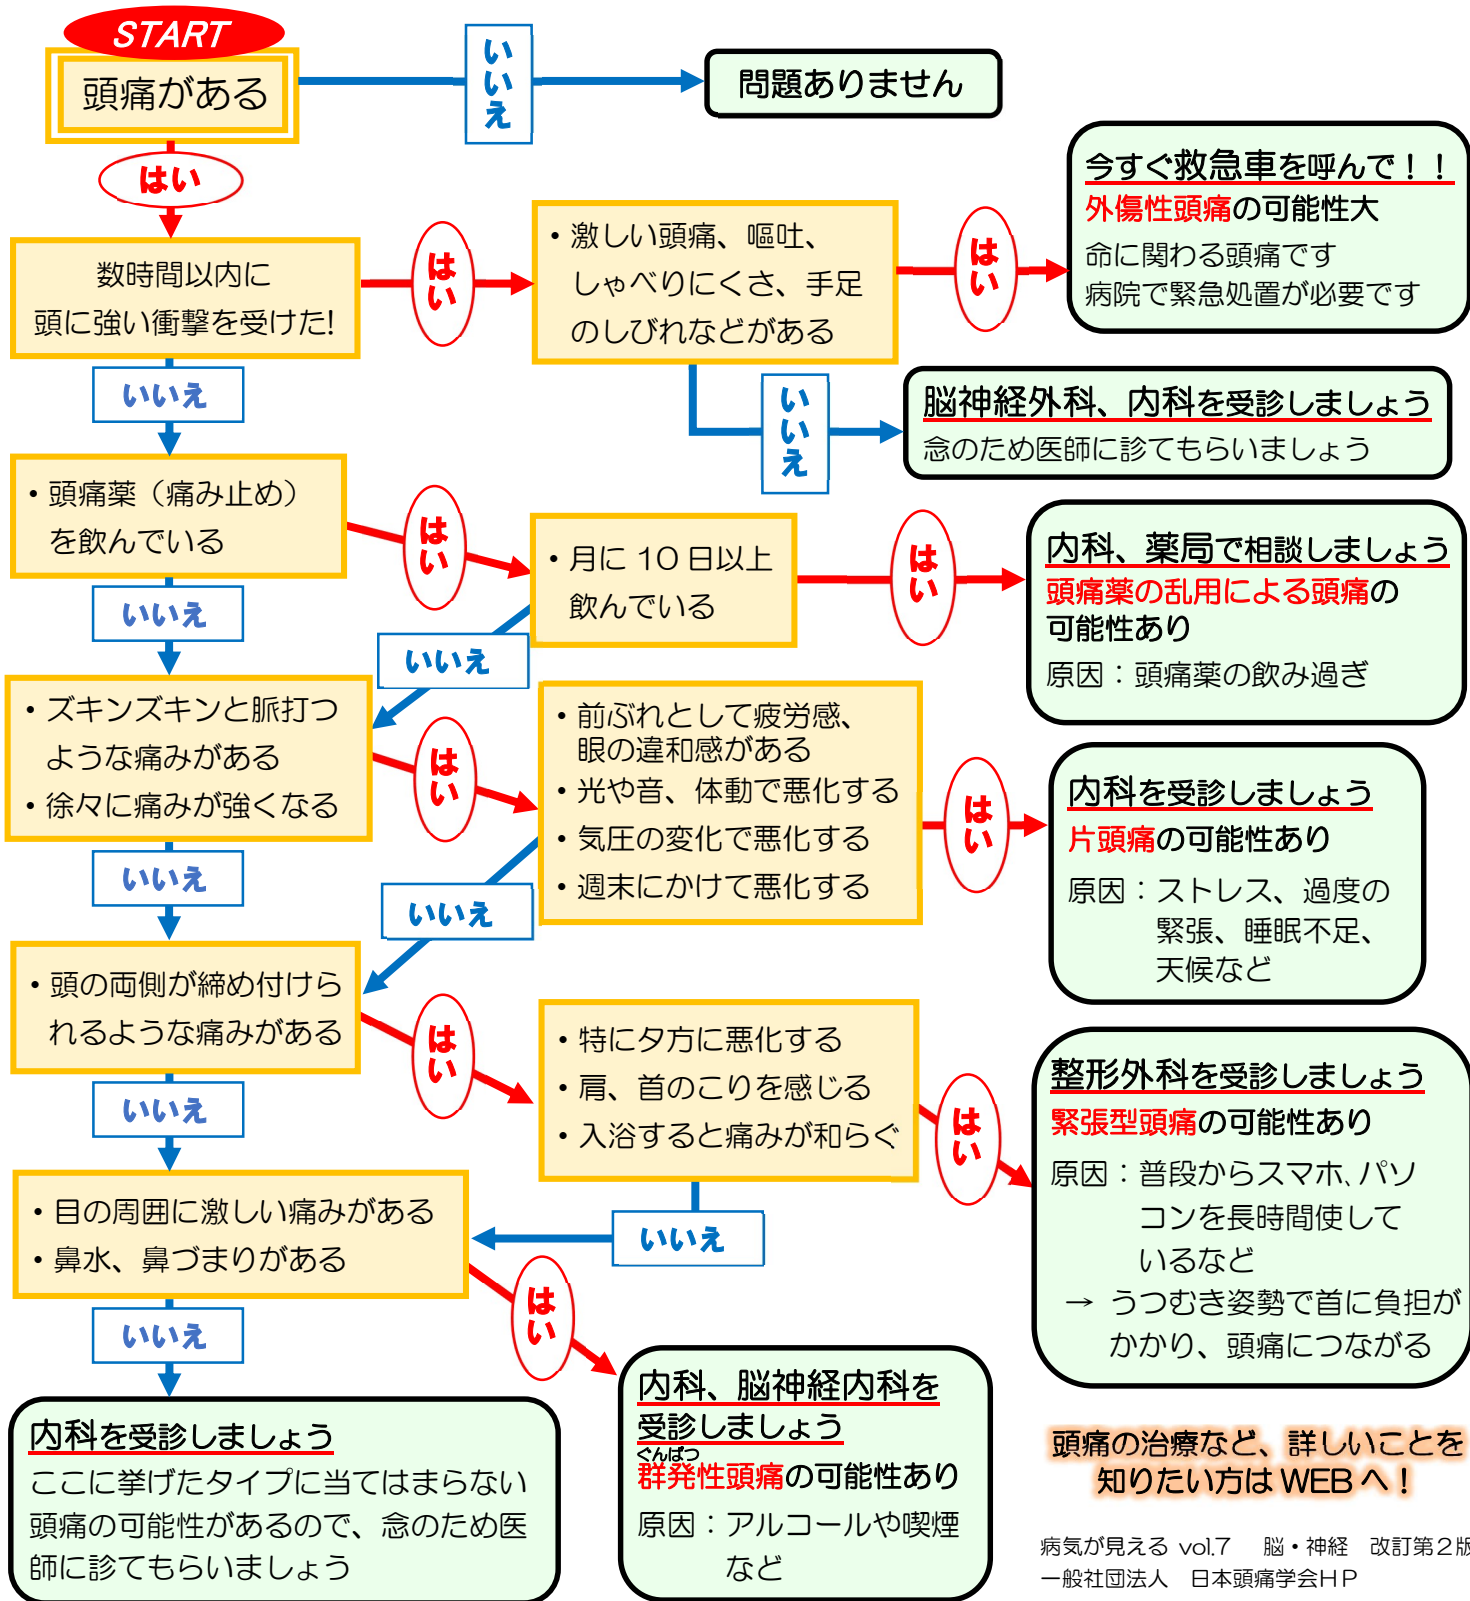 START
頭痛がある
いいえ
問題ありません
はい
数時間以内に
頭に強い衝撃を受けた!
はい
・激しい頭痛、嘔吐、
しゃべりにくさ、手足
のしびれなどがある
はい
今すぐ救急車を呼んで！！
外傷性頭痛の可能性大
命に関わる頭痛です
病院で緊急処置が必要です
いいえ
いいえ
脳神経外科、内科を受診しましょう
念のため医師に診てもらいましょう
・頭痛薬（痛み止め）
を飲んでいる
はい
・月に 10 日以上
飲んでいる
はい
内科、薬局で相談しましょう
頭痛薬の乱用による頭痛の
可能性あり
原因：頭痛薬の飲み過ぎ
いいえ
いいえ
・ズキンズキンと脈打つ
ような痛みがある
・徐々に痛みが強くなる
はい
・前ぶれとして疲労感、
眼の違和感がある
・光や音、体動で悪化する
・気圧の変化で悪化する
・週末にかけて悪化する
はい
内科を受診しましょう
片頭痛の可能性あり
原因：ストレス、過度の
緊張、睡眠不足、
天候など
いいえ
いいえ
・頭の両側が締め付けら
れるような痛みがある
はい
・特に夕方に悪化する
・肩、首のこりを感じる
・入浴すると痛みが和らぐ
はい
整形外科を受診しましょう
緊張型頭痛の可能性あり
原因：普段からスマホ、パソ
コンを長時間使して
いるなど
→ うつむき姿勢で首に負担が
かかり、頭痛につながる
いいえ
いいえ
・目の周囲に激しい痛みがある
・鼻水、鼻づまりがある
はい
内科、脳神経内科を
受診しましょう
ぐんぱつ
群発性頭痛の可能性あり
原因：アルコールや喫煙
など
いいえ
内科を受診しましょう
ここに挙げたタイプに当てはまらない
頭痛の可能性があるので、念のため医
師に診てもらいましょう
頭痛の治療など、詳しいことを
知りたい方は WEB へ！
病気が見える vol.7　脳・神経　改訂第２版
一般社団法人　日本頭痛学会ＨＰ